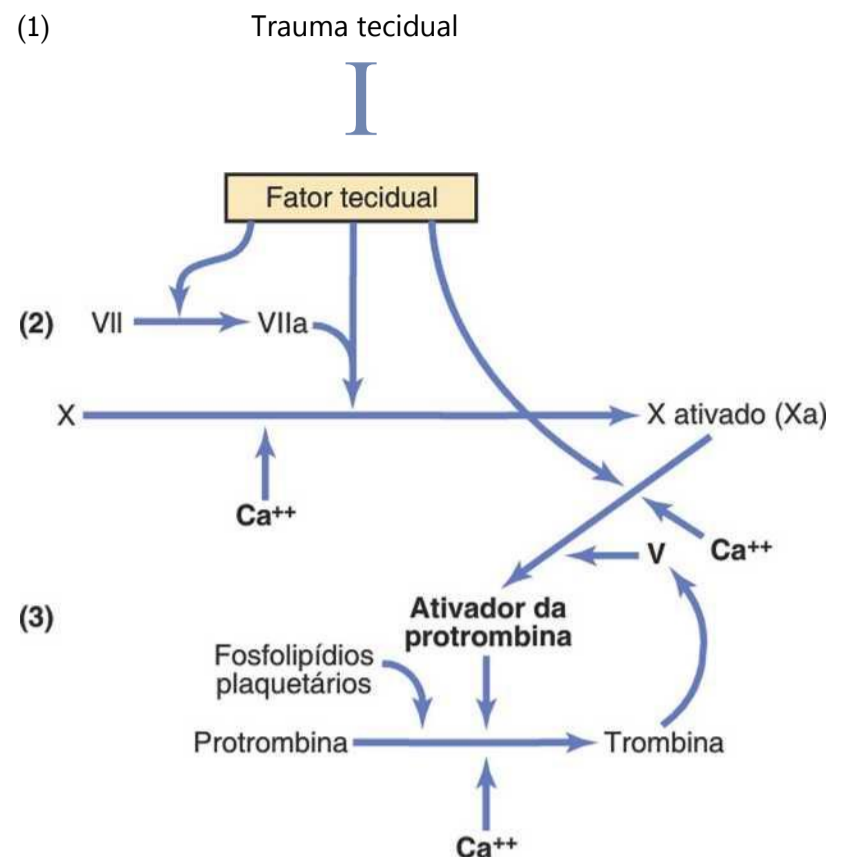 (1) Trauma tecidual
Fator tecidual
(2) VII VIIa
X X ativado (Xa)
Ca++
V Ca++
(3) Ativador da
protrombina
Fosfolipídios
plaquetários
Protrombina Trombina
Ca++